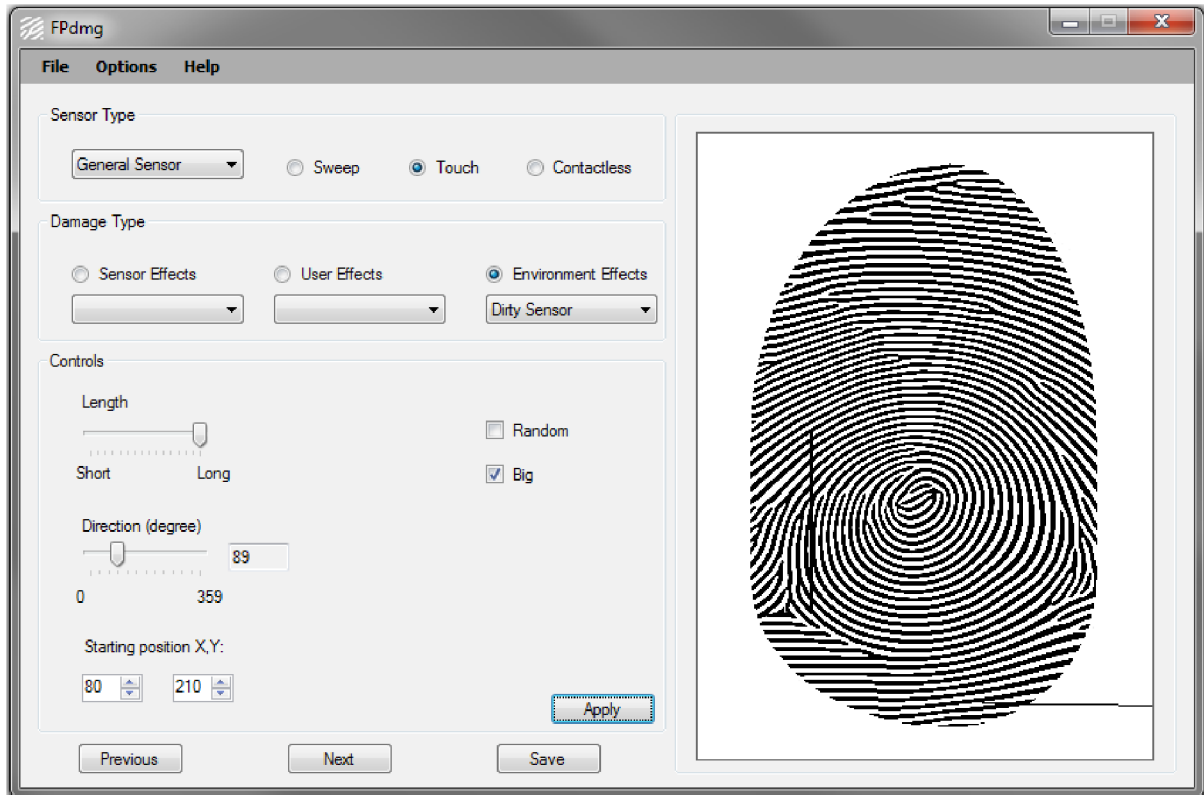 FPdmg
File Options Help
Sensor Type
General Sensor Sweep Touch Contactless
Damage Type
Sensor Effects User Effects Environment Effects
Dirty Sensor
Controls
Length
Random
Short Long
Big
Direction (degree)
89
0 359
Starting position X,Y:
80 210
Apply
Previous Next Save